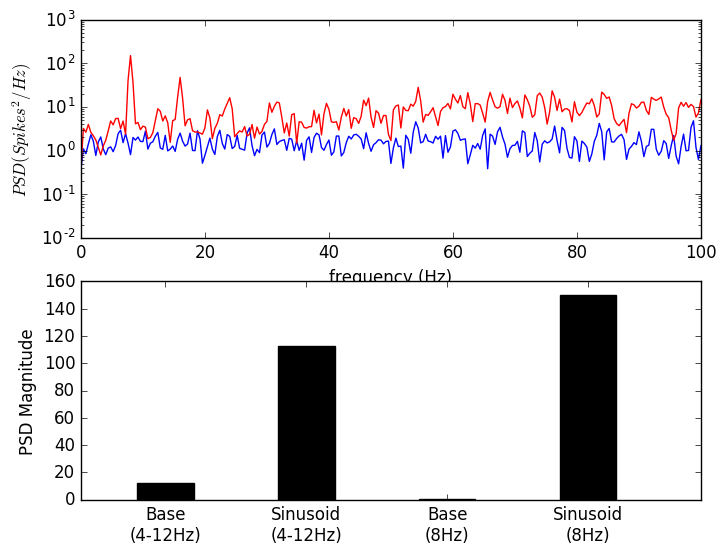 10^3
10^2
10^1
10^0
10^-1
10^-2
PSD(Spikes^2/Hz)
0 20 40 60 80 100
frequency (Hz)
160
140
120
100
80
60
40
20
0
PSD Magnitude
Base Sinusoid Base Sinusoid
(4-12Hz) (4-12Hz) (8Hz) (8Hz)